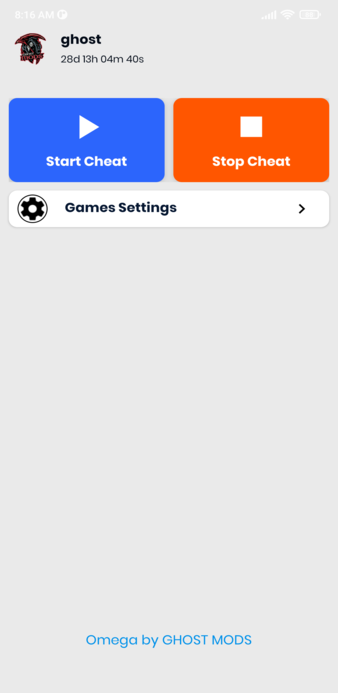 8:16 AM
ghost
28d 13h 04m 40s
Start Cheat
Stop Cheat
Games Settings
Omega by GHOST MODS